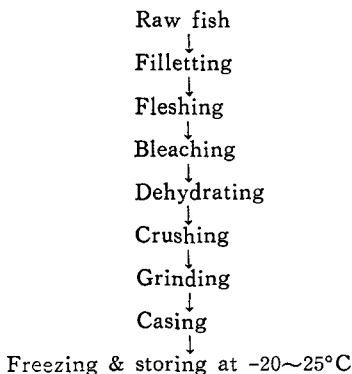 Raw fish
Filletting
Fleshing
Bleaching
Dehydrating
Crushing
Grinding
Casing
Freezing & storing at -20～25°C